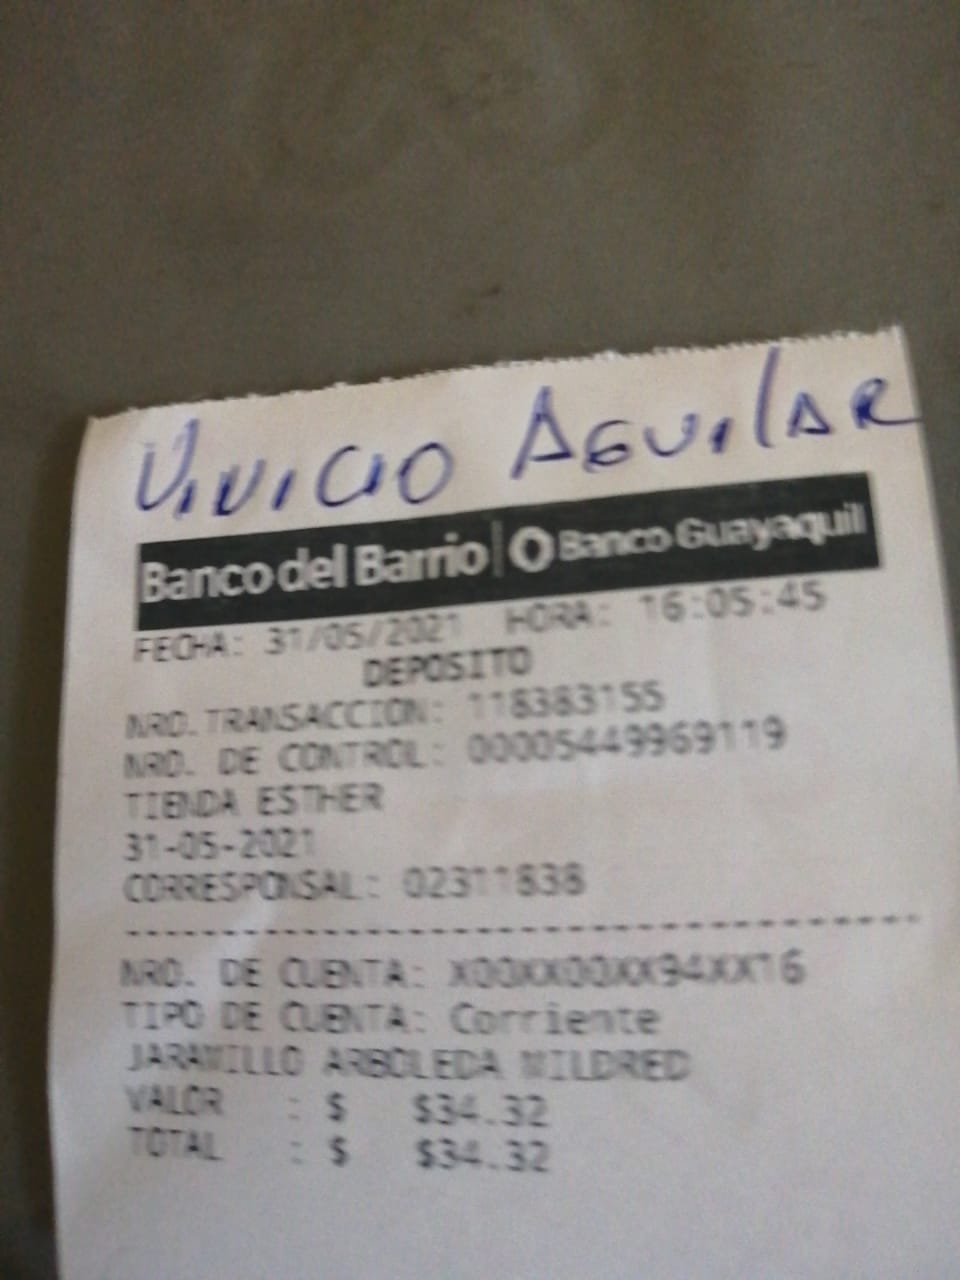 VINICIO AGUILAR
Banco del Barrio | Banco Guayaquil
FECHA: 31/05/2021 HORA: 16:05:45
DEPOSITO
NRO.TRANSACCION: 118383155
NRO. DE CONTROL: 00005449969119
TIENDA ESTHER
31-05-2021
CORRESPONSAL: 02311838
NRO. DE CUENTA: X00XX00XX94XX16
TIPO DE CUENTA: Corriente
JARAMILLO ARBOLEDA MILDRED
VALOR : $ $34.32
TOTAL : $ $34.32